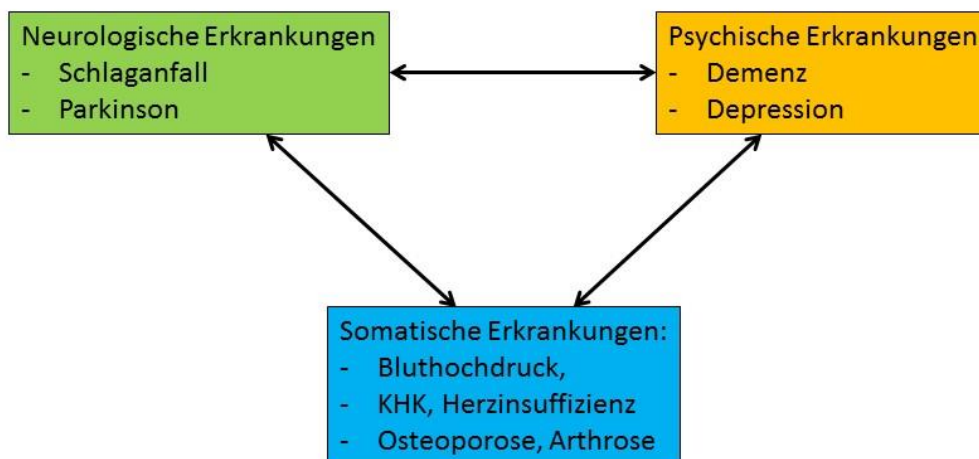 Neurologische Erkrankungen
- Schlaganfall
- Parkinson
Psychische Erkrankungen
- Demenz
- Depression
Somatische Erkrankungen:
- Bluthochdruck,
- KHK, Herzinsuffizienz
- Osteoporose, Arthrose